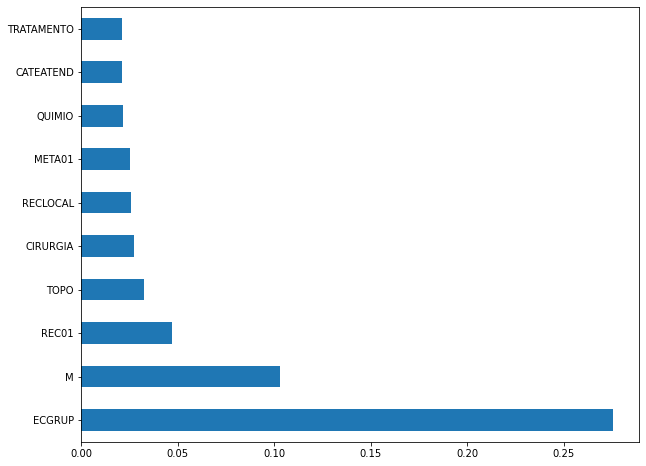 TRATAMENTO
CATEATEND
QUIMIO
META01
RECLOCAL
CIRURGIA
TOPO
REC01
M
ECGRUP
0.00 0.05 0.10 0.15 0.20 0.25